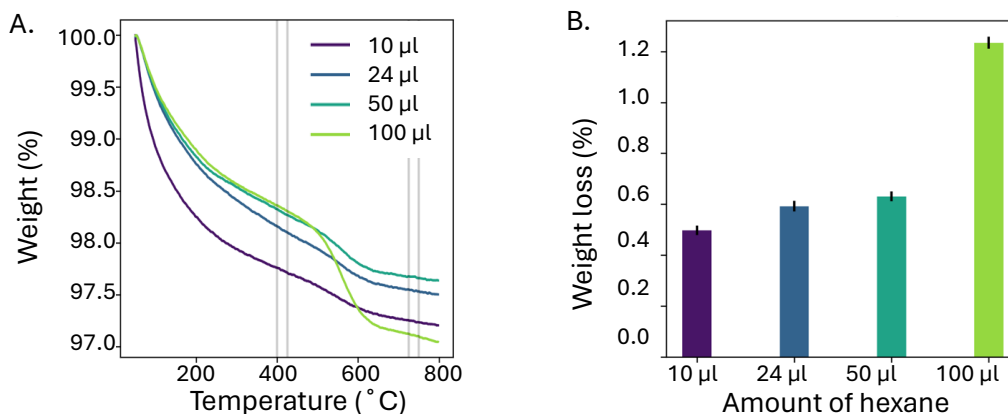 A.
100.0
99.5
99.0
98.5
98.0
97.5
97.0
Weight (%)
10 µl
24 µl
50 µl
100 µl
200
400
600
800
Temperature (˚C)
B.
1.2
1.0
0.8
0.6
0.4
0.2
0.0
Weight loss (%)
10 µl
24 µl
50 µl
100 µl
Amount of hexane